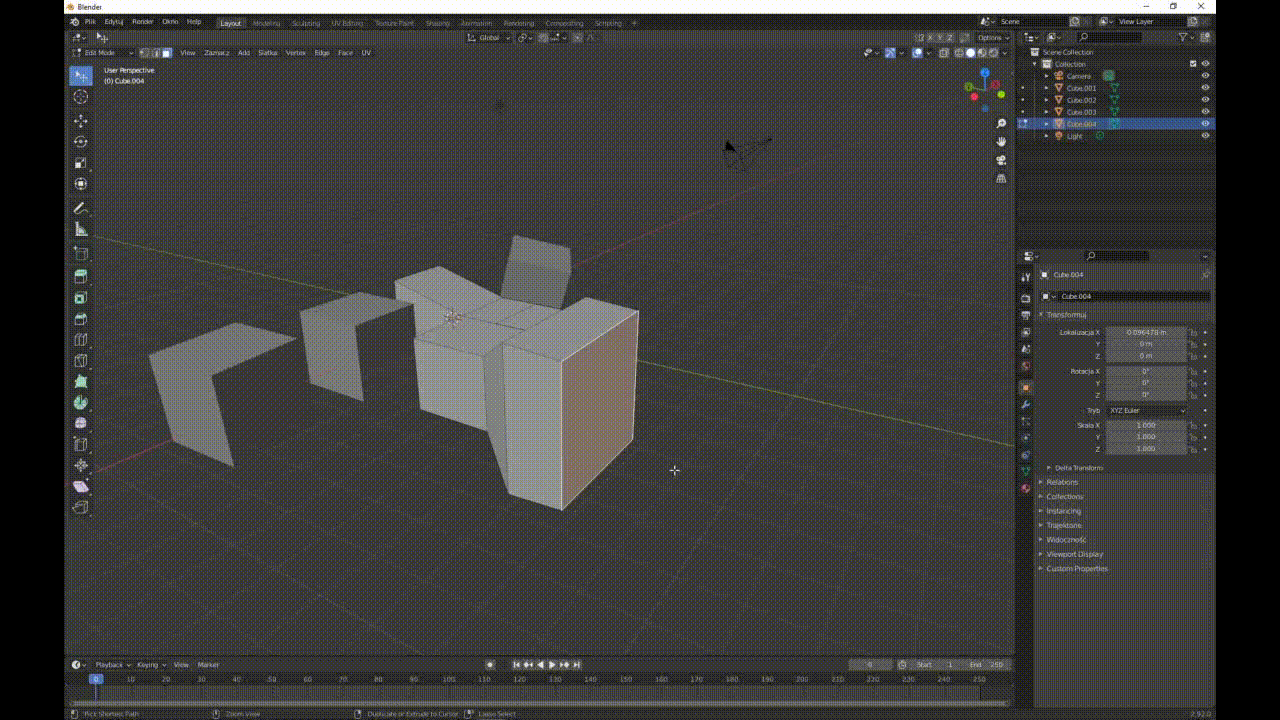 Blender
Plik Edytuj Render Okno Help Layout Modeling Sculpting UV Editing Texture Paint Shading Animation Rendering Compositing Scripting + Scene View Layer
Global X Y Z Options
Edit Mode View Zaznacz Add Siatka Vertex Edge Face UV
User Perspective
(0) Cube.004
Scene Collection
Collection
Camera
Cube.001
Cube.002
Cube.003
Cube.004
Light
Cube.004
Cube.004
Transformuj
Lokalizacja X 0.096478 m
Y 0 m
Z 0 m
Rotacja X 0°
Y 0°
Z 0°
Tryb XYZ Euler
Skala X 1.000
Y 1.000
Z 1.000
Delta Transform
Relations
Collections
Instancing
Trajektorie
Widoczność
Viewport Display
Custom Properties
Playback Keying View Marker 0 Start 1 End 250
0 10 20 30 40 50 60 70 80 90 100 110 120 130 140 150 160 170 180 190 200 210 220 230 240 250
Pick Shortest Path Zoom View Duplicate or Extrude to Cursor Lasso Select 2.92.0